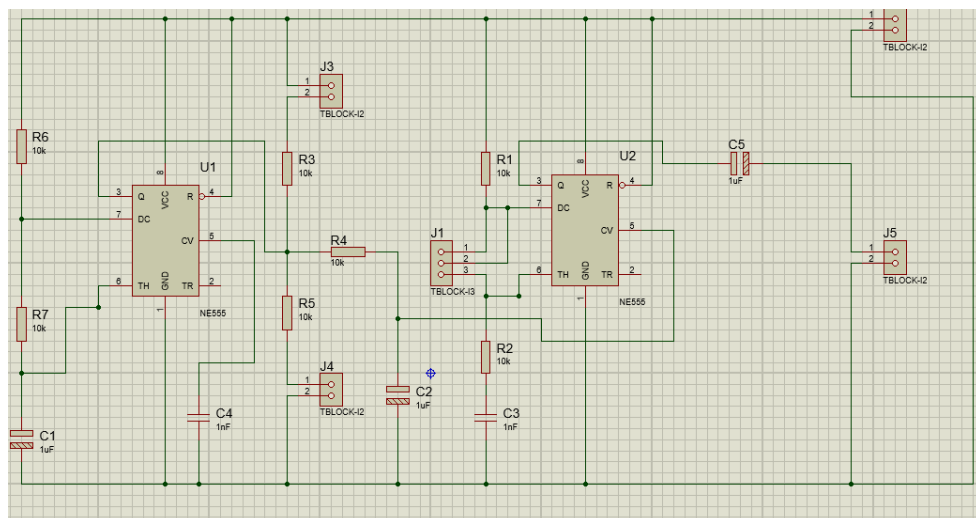 1
2
TBLOCK-I2
J3
1
2
TBLOCK-I2
R6
10k
U1
8
3
Q
VCC
R
4
7
DC
CV
5
6
TH
GND
TR
2
1
NE555
R3
10k
R4
10k
R5
10k
J4
1
2
TBLOCK-I2
R7
10k
C1
1uF
C4
1nF
C2
1uF
R1
10k
J1
1
2
3
TBLOCK-I3
U2
8
3
Q
VCC
R
4
7
DC
CV
5
6
TH
GND
TR
2
1
NE555
R2
10k
C3
1nF
C5
1uF
J5
1
2
TBLOCK-I2